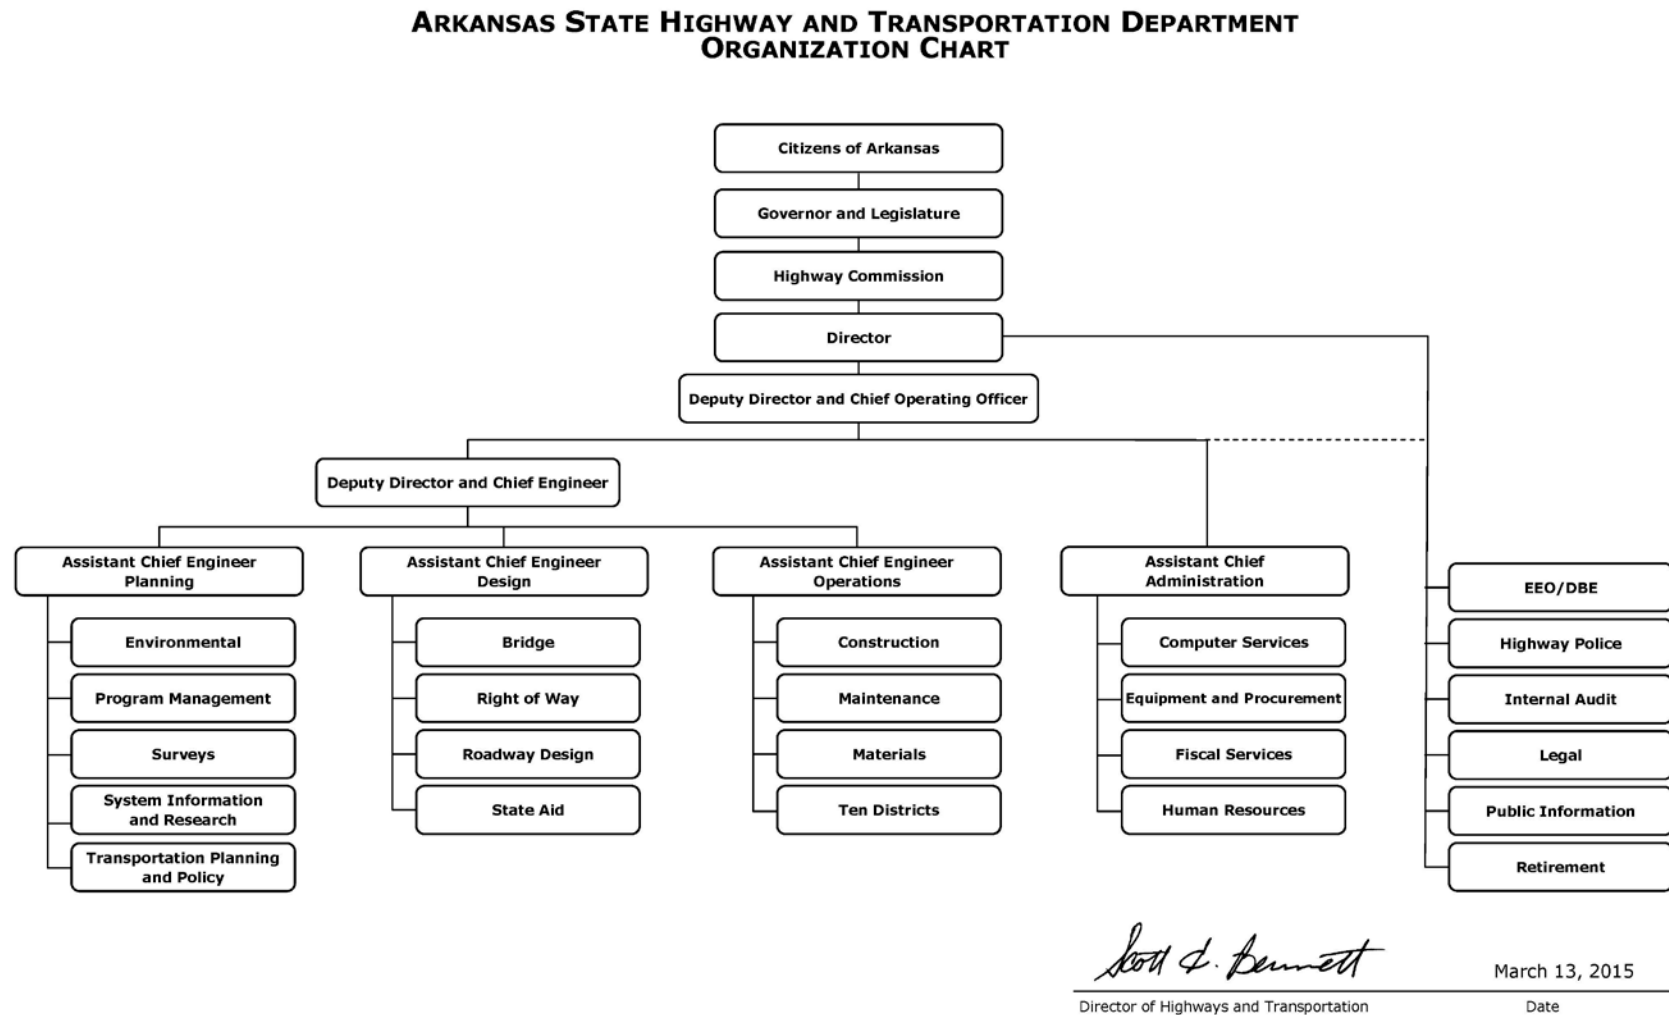 ARKANSAS STATE HIGHWAY AND TRANSPORTATION DEPARTMENT
ORGANIZATION CHART
Citizens of Arkansas
Governor and Legislature
Highway Commission
Director
Deputy Director and Chief Operating Officer
Deputy Director and Chief Engineer
Assistant Chief Engineer
Planning
Environmental
Program Management
Surveys
System Information
and Research
Transportation Planning
and Policy
Assistant Chief Engineer
Design
Bridge
Right of Way
Roadway Design
State Aid
Assistant Chief Engineer
Operations
Construction
Maintenance
Materials
Ten Districts
Assistant Chief
Administration
Computer Services
Equipment and Procurement
Fiscal Services
Human Resources
EEO/DBE
Highway Police
Internal Audit
Legal
Public Information
Retirement
Scott E. Bennett
March 13, 2015
Director of Highways and Transportation
Date